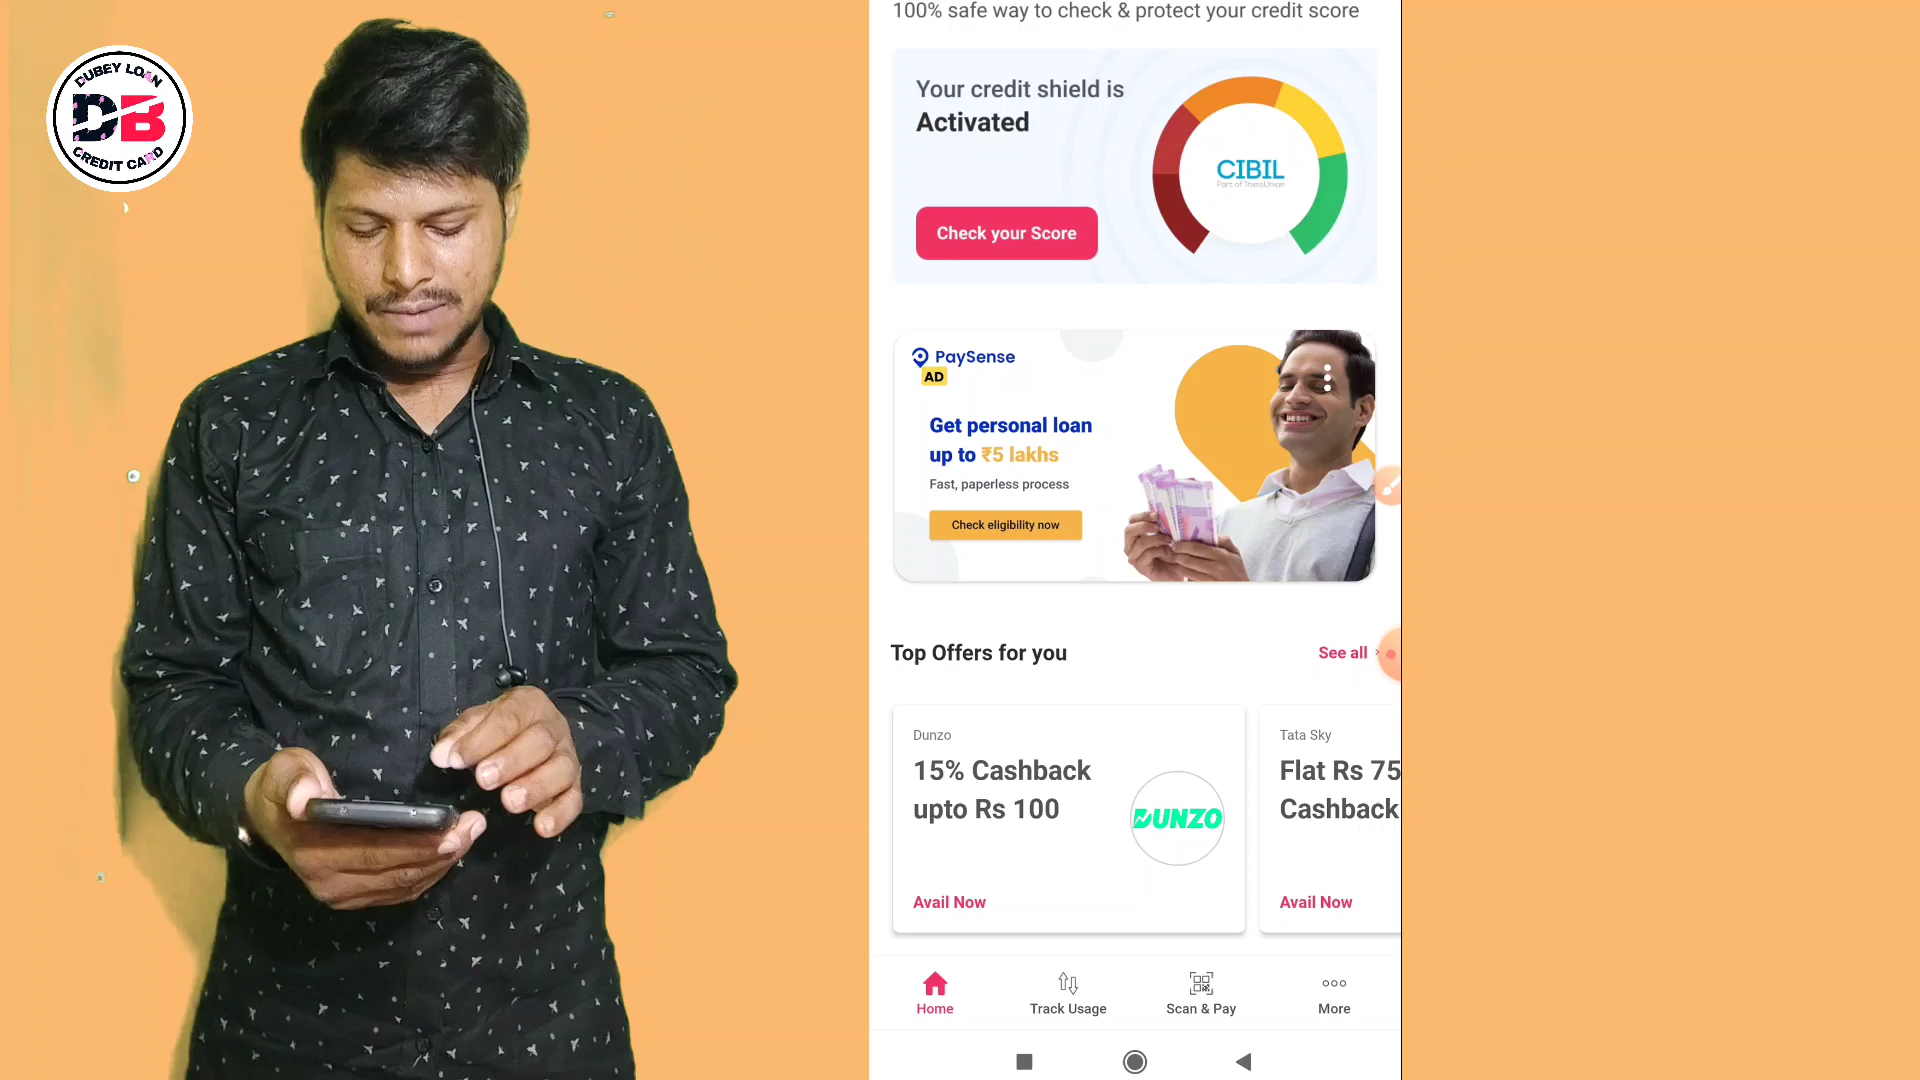 DUBEY LOAN
DB
CREDIT CARD
100% safe way to check & protect your credit score
Your credit shield is
Activated
CIBIL
Part of TransUnion
Check your Score
PaySense
AD
Get personal loan
up to ₹5 lakhs
Fast, paperless process
Check eligibility now
Top Offers for you
See all
Dunzo
15% Cashback
upto Rs 100
DUNZO
Avail Now
Tata Sky
Flat Rs 75
Cashback
Avail Now
Home
Track Usage
Scan & Pay
More